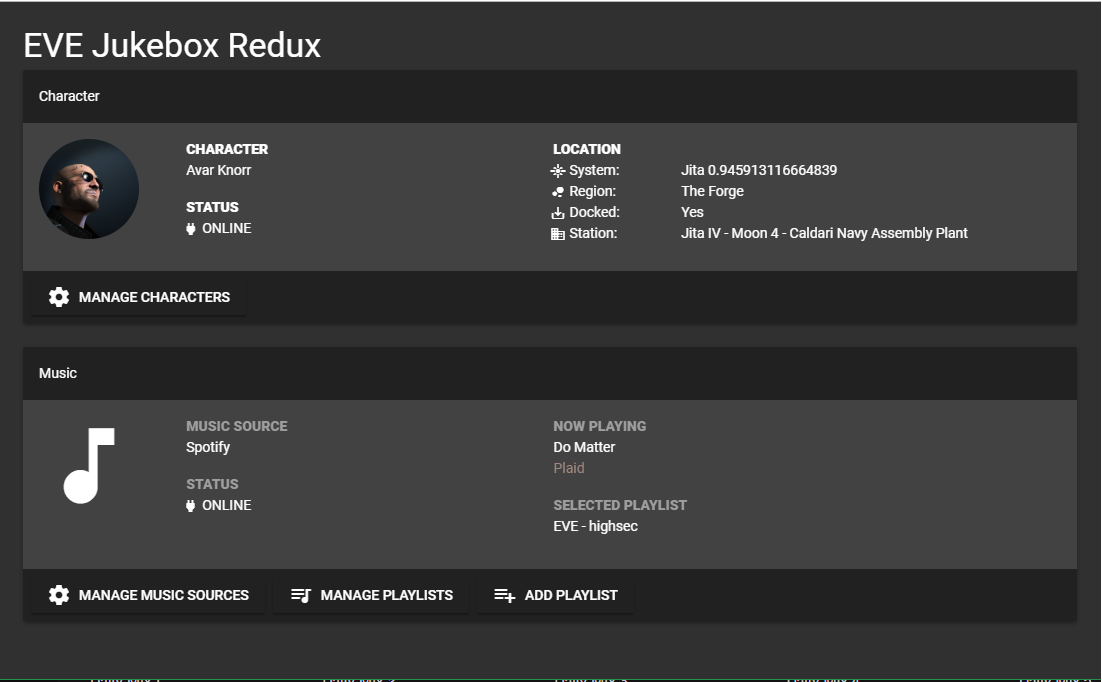 EVE Jukebox Redux
Character
CHARACTER
Avar Knorr
STATUS
ONLINE
LOCATION
System: Jita 0.945913116664839
Region: The Forge
Docked: Yes
Station: Jita IV - Moon 4 - Caldari Navy Assembly Plant
MANAGE CHARACTERS
Music
MUSIC SOURCE
Spotify
STATUS
ONLINE
NOW PLAYING
Do Matter
Plaid
SELECTED PLAYLIST
EVE - highsec
MANAGE MUSIC SOURCES MANAGE PLAYLISTS ADD PLAYLIST